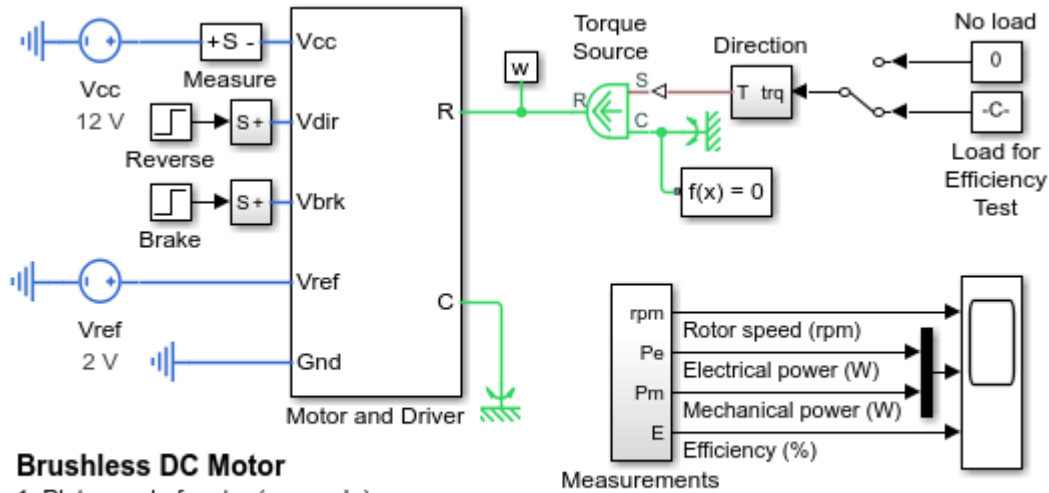 Vcc
12 V
+S -
Measure
Reverse
S+
Brake
S+
Vref
2 V
Vcc
Vdir
Vbrk
Vref
Gnd
R
C
Motor and Driver
w
Torque
Source
R
S
C
f(x) = 0
Direction
T trq
No load
0
-C-
Load for
Efficiency
Test
rpm
Pe
Pm
E
Measurements
Rotor speed (rpm)
Electrical power (W)
Mechanical power (W)
Efficiency (%)
Brushless DC Motor